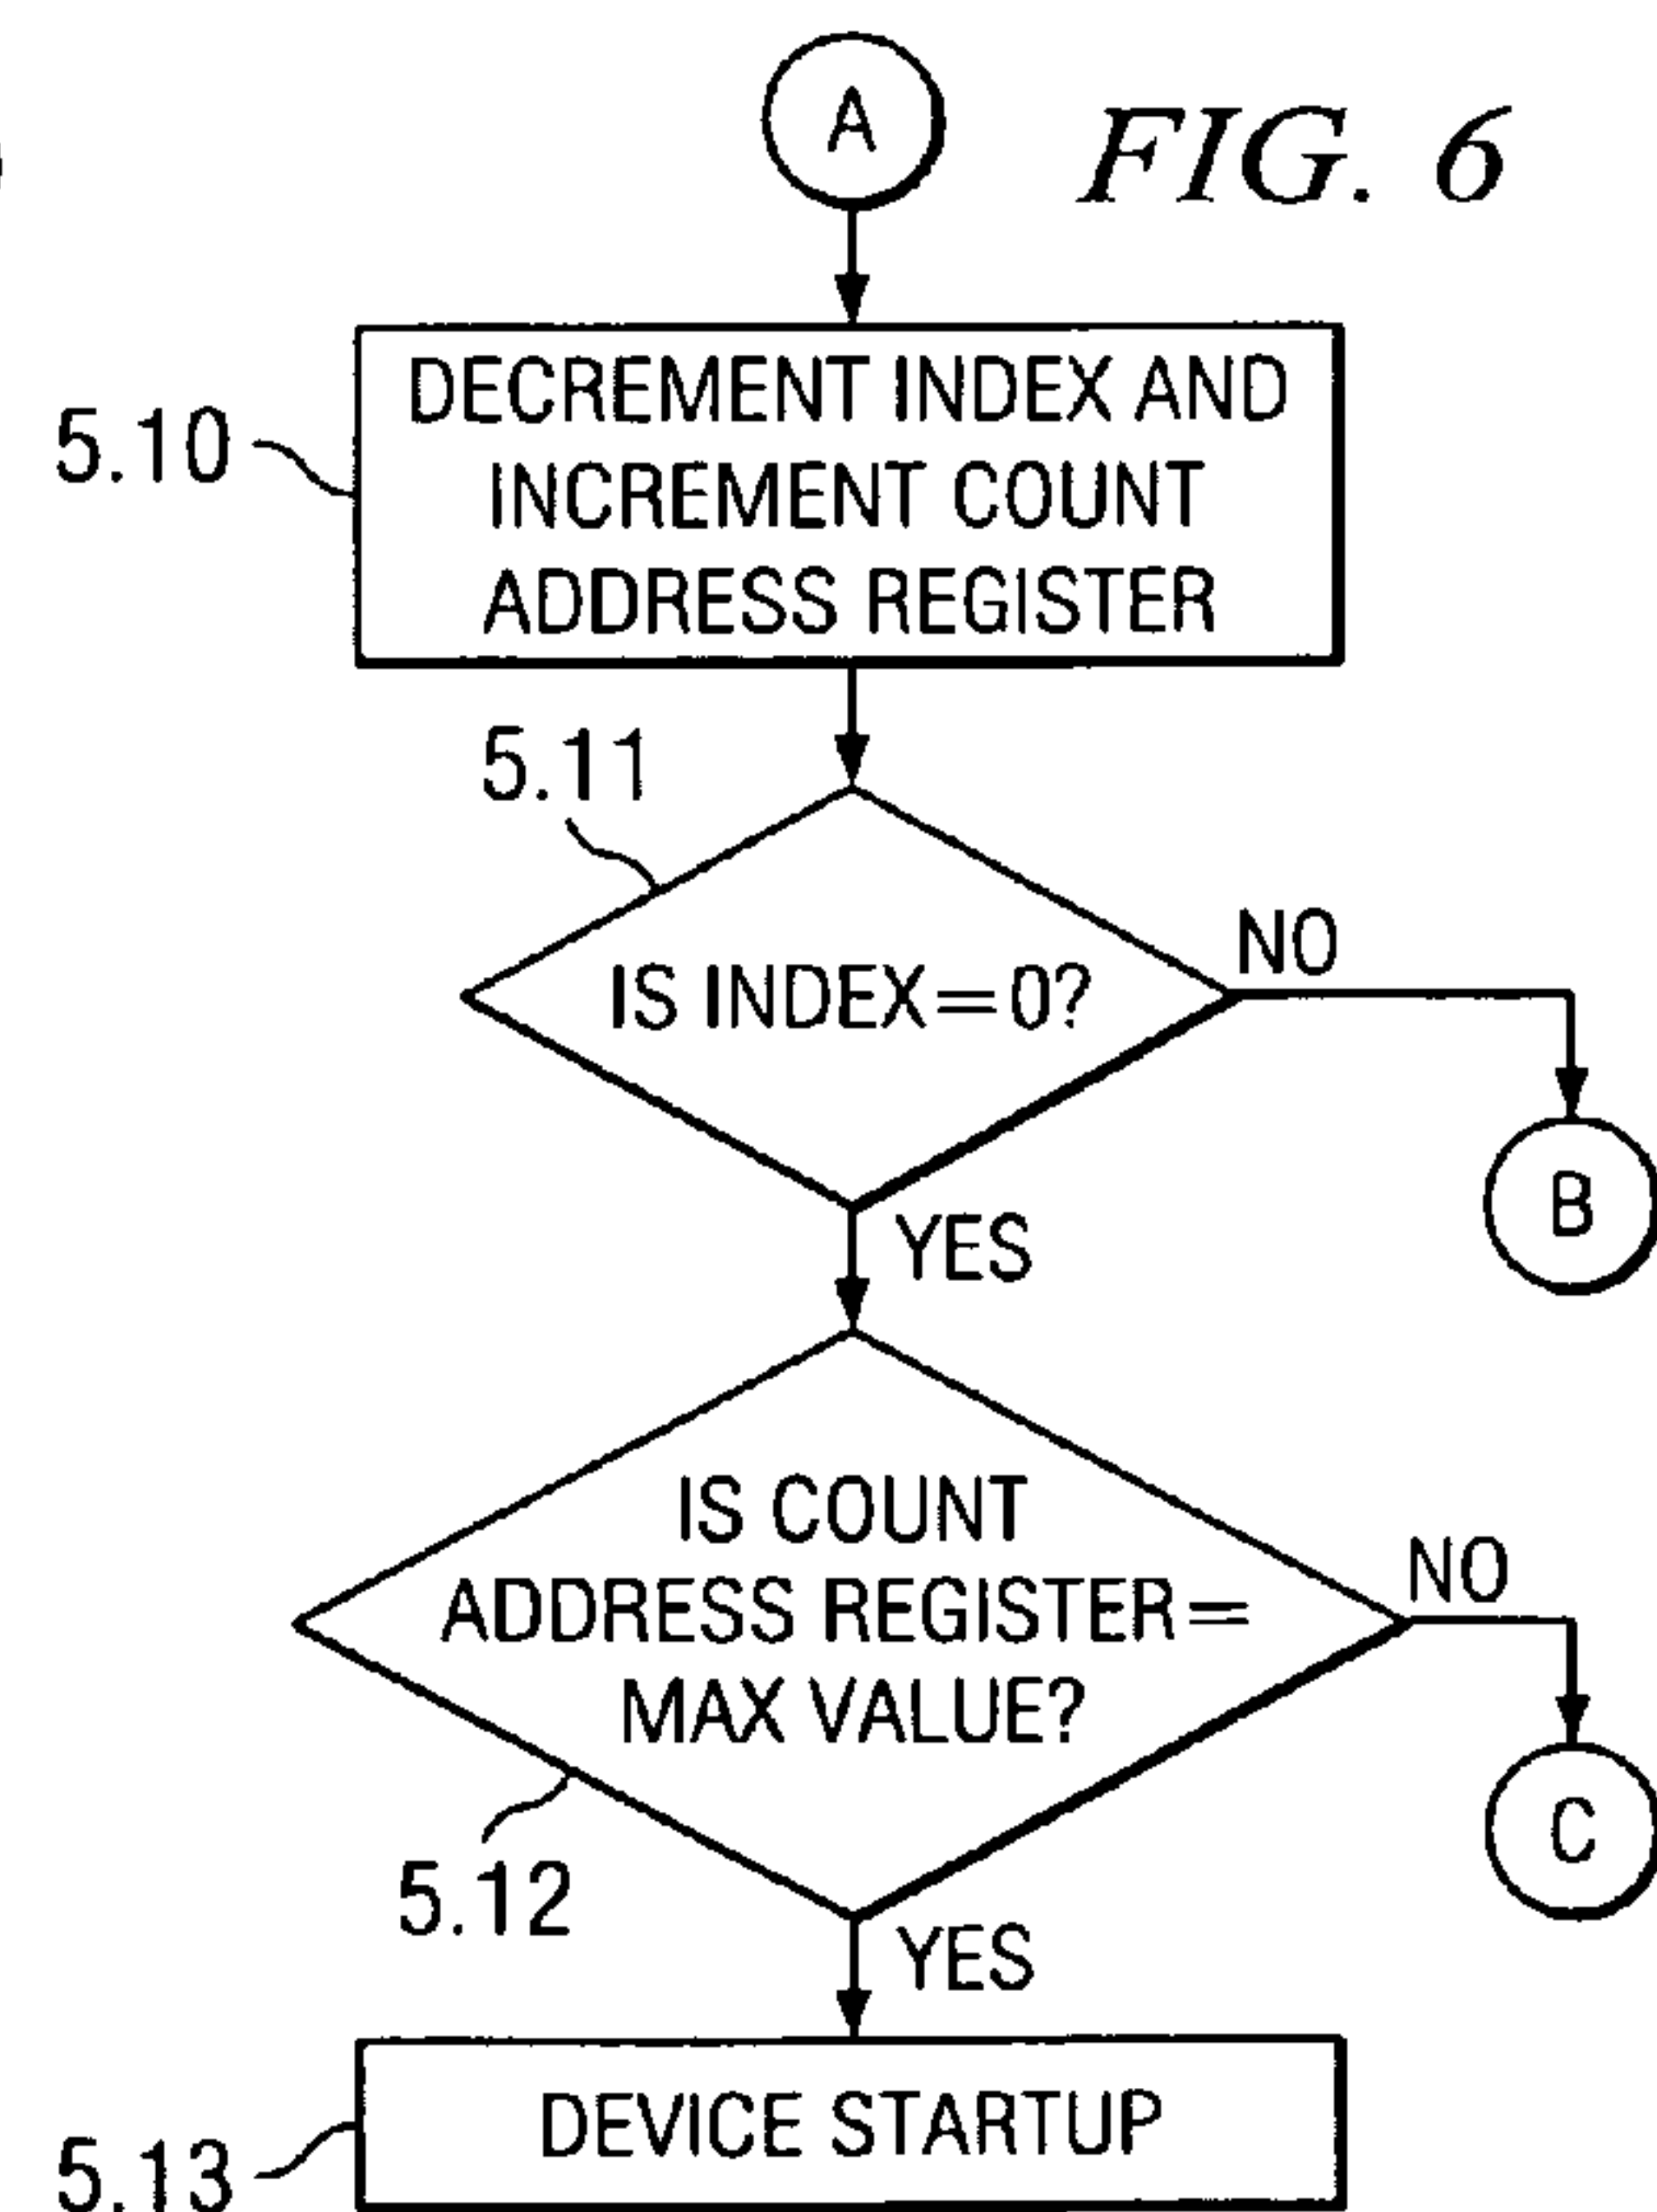 A
FIG. 6
5.10
DECREMENT INDEX AND
INCREMENT COUNT
ADDRESS REGISTER
5.11
IS INDEX=0?
NO
B
YES
IS COUNT
ADDRESS REGISTER=
MAX VALUE?
NO
C
5.12
YES
DEVICE STARTUP
5.13